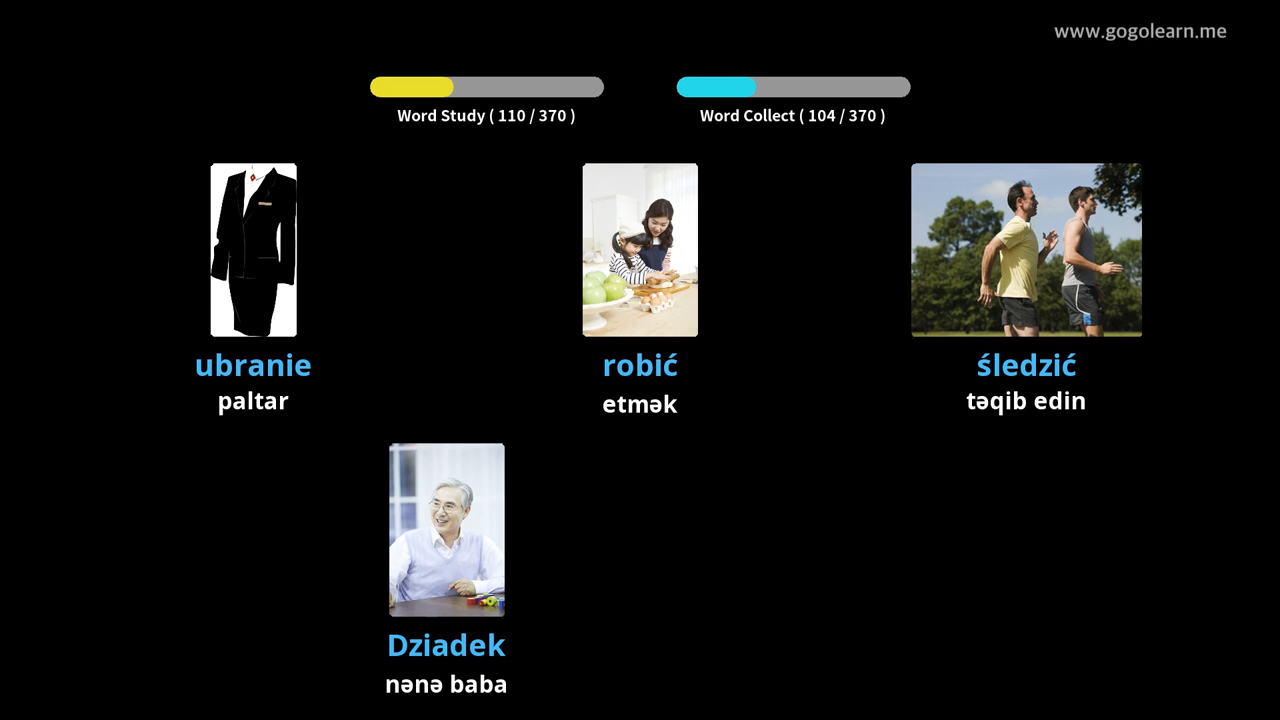 www.gogolearn.me
Word Study ( 110 / 370 )
Word Collect ( 104 / 370 )
ubranie
paltar
robić
etmək
śledzić
təqib edin
Dziadek
nənə baba